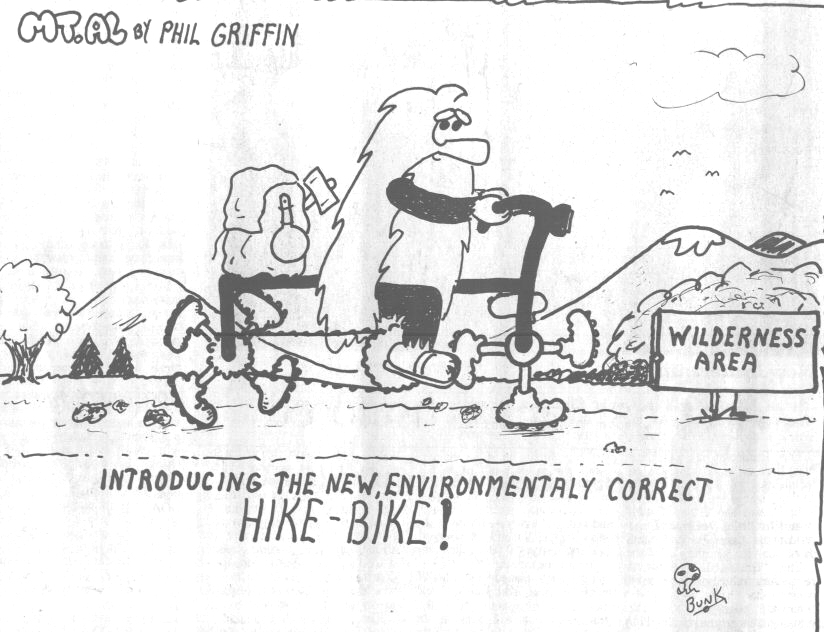 MT. AL BY PHIL GRIFFIN
WILDERNESS
AREA
INTRODUCING THE NEW, ENVIRONMENTALY CORRECT
HIKE-BIKE!
BUNK